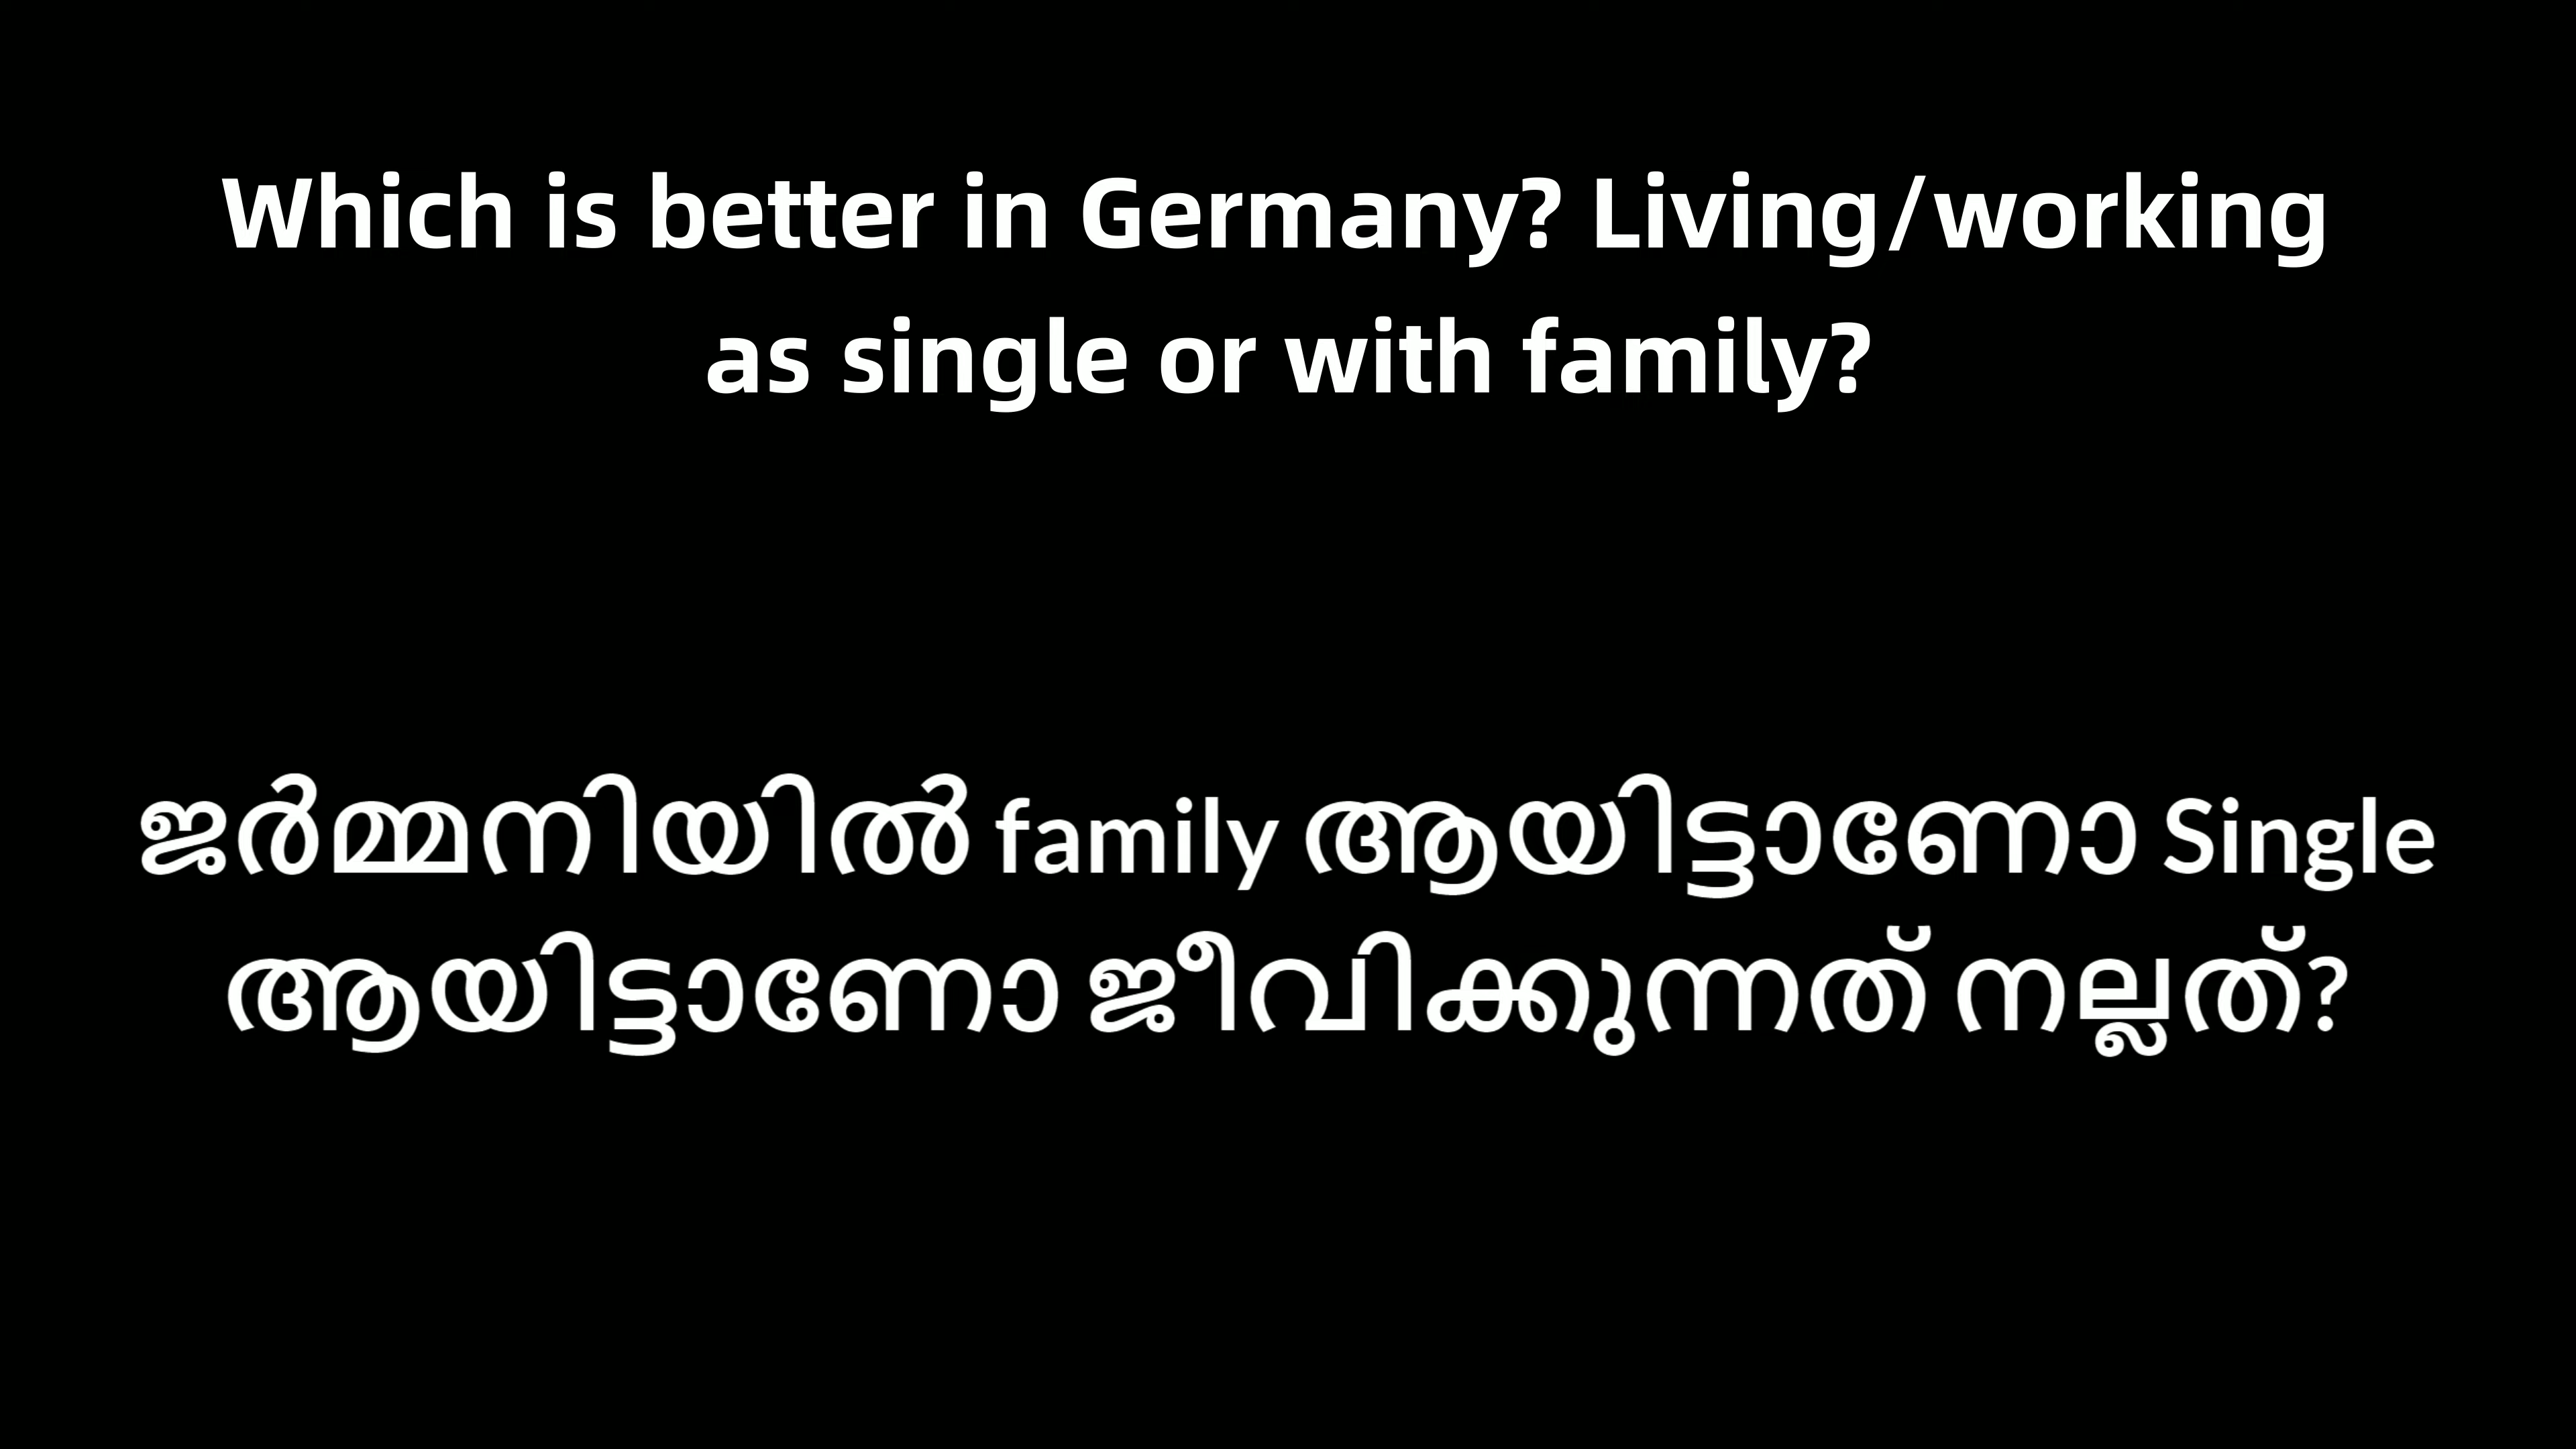 Which is better in Germany? Living/working
as single or with family?
ജർമ്മനിയിൽ family ആയിട്ടാണോ Single
ആയിട്ടാണോ ജീവിക്കുന്നത് നല്ലത്?